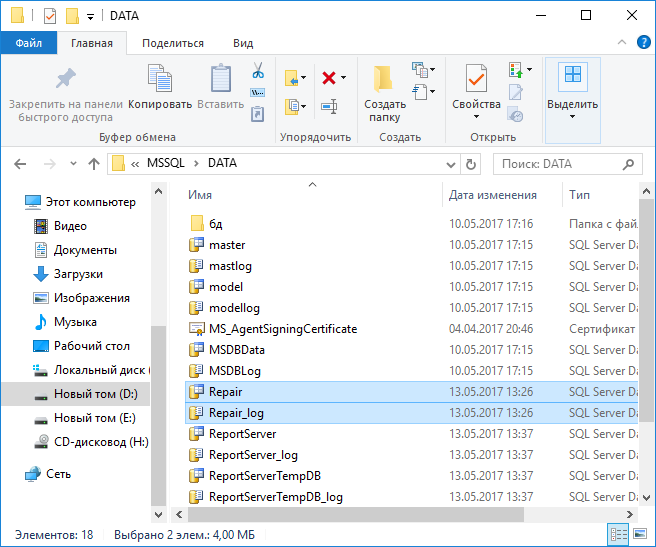 DATA
Файл Главная Поделиться Вид
Закрепить на панели быстрого доступа
Копировать
Вставить
Создать папку
Свойства
Выделить
Буфер обмена Упорядочить Создать Открыть
« MSSQL DATA
Поиск: DATA
Имя Дата изменения Тип
Этот компьютер
Видео
Документы
Загрузки
Изображения
Музыка
Рабочий стол
Локальный диск (
Новый том (D:)
Новый том (E:)
CD-дисковод (H:)
Сеть
бд 10.05.2017 17:16 Папка с фай
master 10.05.2017 17:15 SQL Server Da
mastlog 10.05.2017 17:15 SQL Server Da
model 10.05.2017 17:15 SQL Server Da
modellog 10.05.2017 17:15 SQL Server Da
MS_AgentSigningCertificate 04.04.2017 20:46 Сертификат
MSDBData 10.05.2017 17:15 SQL Server Da
MSDBLog 10.05.2017 17:15 SQL Server Da
Repair 13.05.2017 13:26 SQL Server Da
Repair_log 13.05.2017 13:26 SQL Server Da
ReportServer 13.05.2017 13:37 SQL Server Da
ReportServer_log 13.05.2017 13:37 SQL Server Da
ReportServerTempDB 13.05.2017 13:37 SQL Server Da
ReportServerTempDB_log 13.05.2017 13:37 SQL Server Da
Элементов: 18 Выбрано 2 элем.: 4,00 МБ